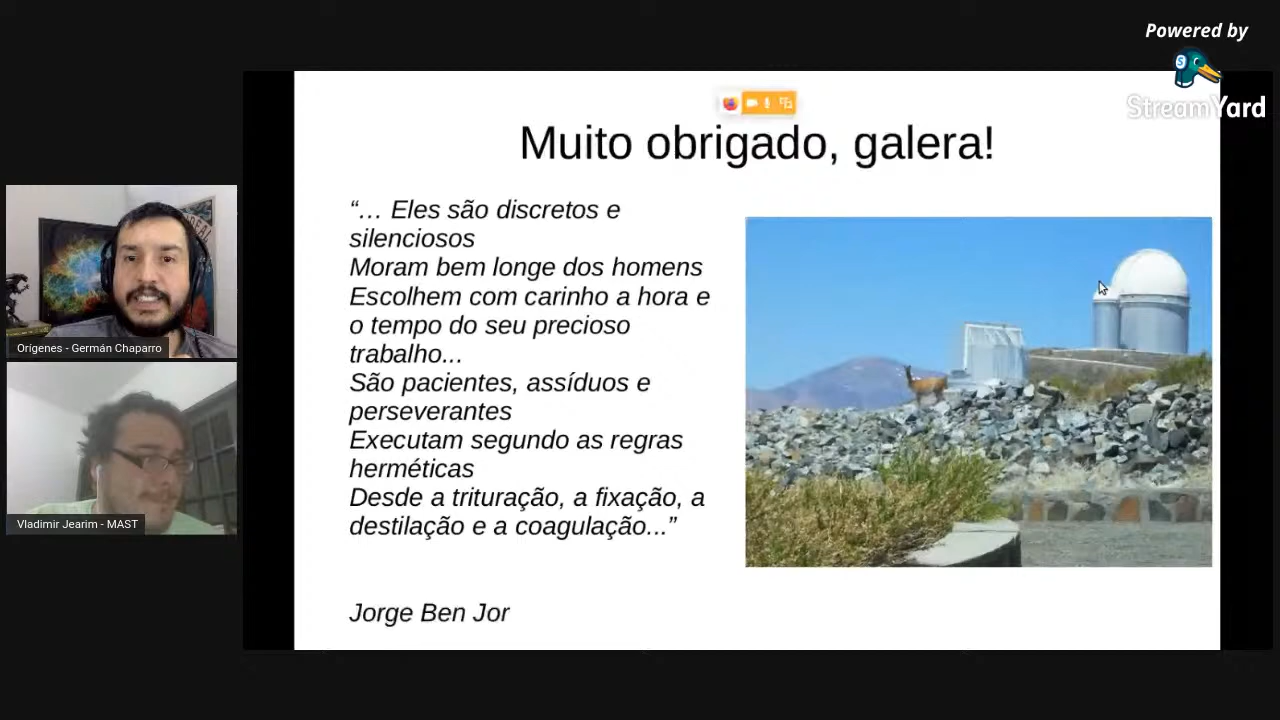 Powered by
StreamYard
Muito obrigado, galera!
“… Eles são discretos e
silenciosos
Moram bem longe dos homens
Escolhem com carinho a hora e
o tempo do seu precioso
trabalho...
São pacientes, assíduos e
perseverantes
Executam segundo as regras
herméticas
Desde a trituração, a fixação, a
destilação e a coagulação...”
Jorge Ben Jor
Orígenes - Germán Chaparro
Vladimir Jearim - MAST